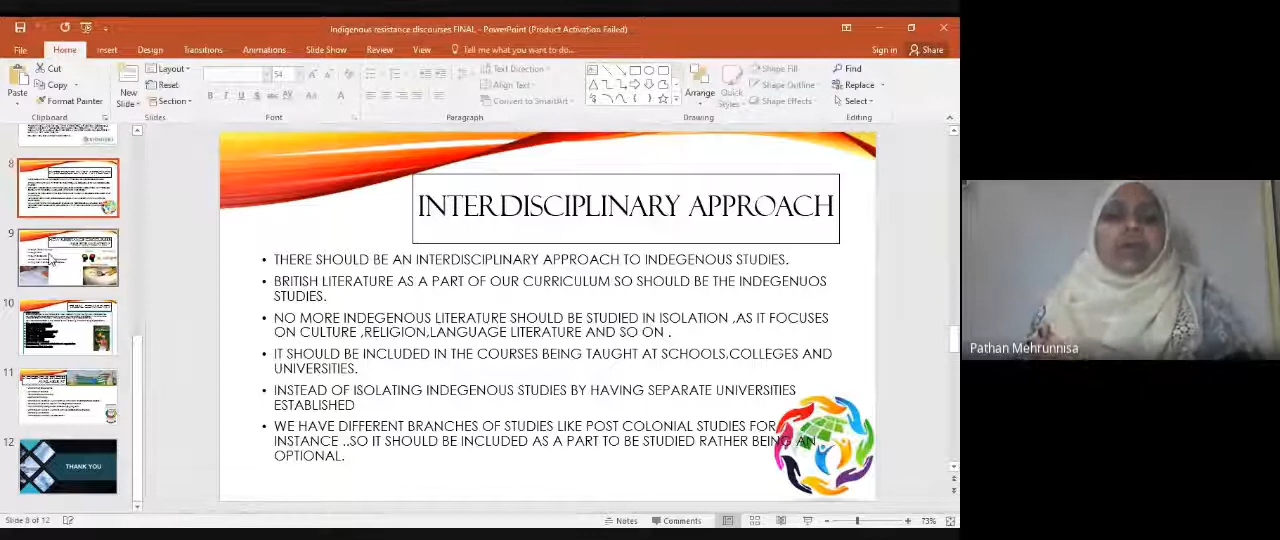 Indigenous resistance discourses FINAL - PowerPoint (Product Activation Failed)
File Home Insert Design Transitions Animations Slide Show Review View Tell me what you want to do... Sign in Share
Paste Cut Copy Format Painter Clipboard
New Slide Layout Reset Section Slides
54 Font
Text Direction Align Text Convert to SmartArt Paragraph
Arrange Quick Styles Shape Fill Shape Outline Shape Effects Drawing
Find Replace Select Editing
8
9
10
11
12
THANK YOU
INTERDISCIPLINARY APPROACH
• THERE SHOULD BE AN INTERDISCIPLINARY APPROACH TO INDEGENOUS STUDIES.
• BRITISH LITERATURE AS A PART OF OUR CURRICULUM SO SHOULD BE THE INDEGENUOS
STUDIES.
• NO MORE INDEGENOUS LITERATURE SHOULD BE STUDIED IN ISOLATION ,AS IT FOCUSES
ON CULTURE ,RELIGION,LANGUAGE LITERATURE AND SO ON .
• IT SHOULD BE INCLUDED IN THE COURSES BEING TAUGHT AT SCHOOLS,COLLEGES AND
UNIVERSITIES.
• INSTEAD OF ISOLATING INDEGENOUS STUDIES BY HAVING SEPARATE UNIVERSITIES
ESTABLISHED
• WE HAVE DIFFERENT BRANCHES OF STUDIES LIKE POST COLONIAL STUDIES FOR
INSTANCE ..SO IT SHOULD BE INCLUDED AS A PART TO BE STUDIED RATHER BEING AN
OPTIONAL.
Pathan Mehrunnisa
Slide 8 of 12 Notes Comments 73%